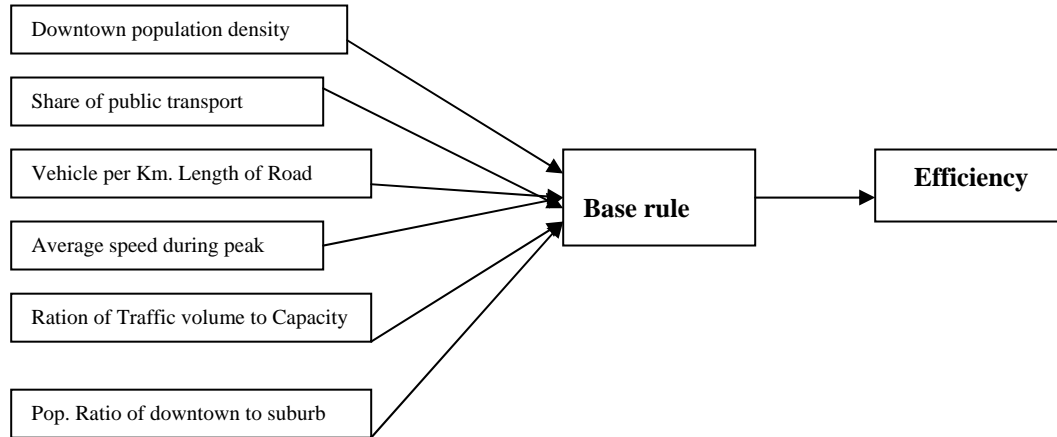 Downtown population density
Share of public transport
Vehicle per Km. Length of Road
Average speed during peak
Ration of Traffic volume to Capacity
Pop. Ratio of downtown to suburb
Base rule
Efficiency